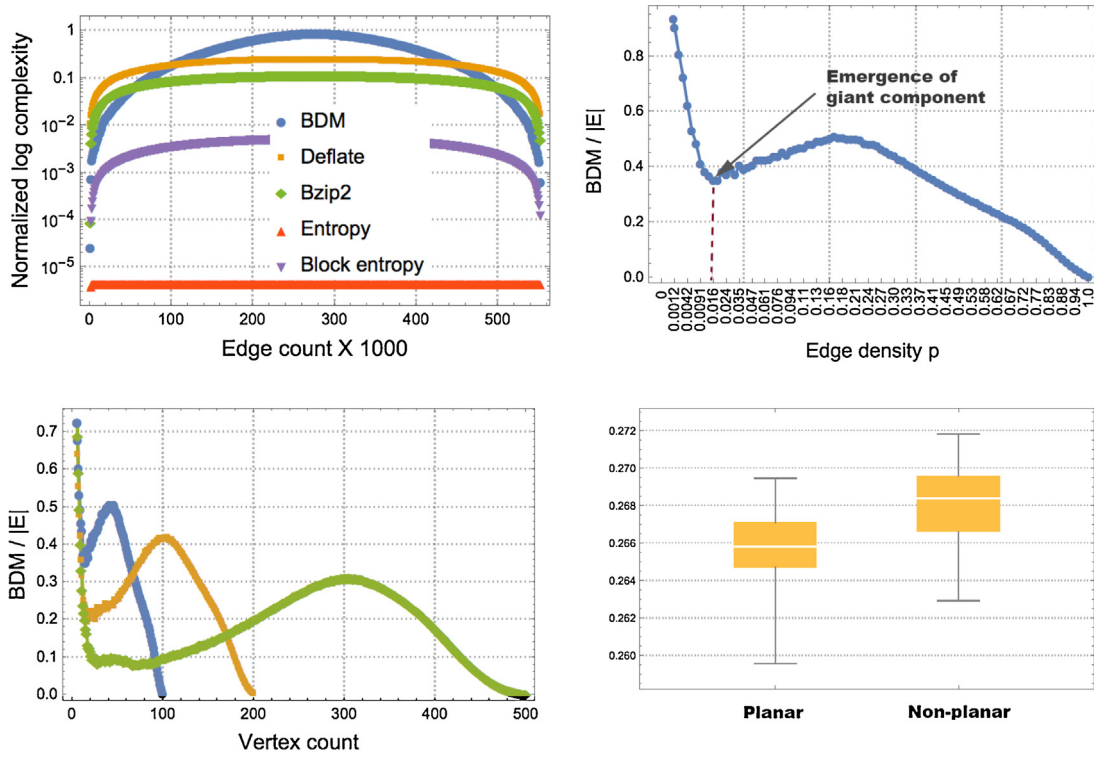 Normalized log complexity
1
0.1
10⁻²
10⁻³
10⁻⁴
10⁻⁵
BDM
Deflate
Bzip2
Entropy
Block entropy
0 100 200 300 400 500
Edge count X 1000
BDM / |E|
0.8
0.6
0.4
0.2
0.0
Emergence of
giant component
0 0.0012 0.0042 0.0091 0.016 0.024 0.035 0.047 0.061 0.076 0.094 0.11 0.13 0.16 0.18 0.21 0.24 0.27 0.30 0.33 0.37 0.41 0.45 0.49 0.53 0.58 0.62 0.67 0.72 0.77 0.83 0.88 0.94 1.0
Edge density p
BDM / |E|
0.7
0.6
0.5
0.4
0.3
0.2
0.1
0.0
0 100 200 300 400 500
Vertex count
0.272
0.270
0.268
0.266
0.264
0.262
0.260
Planar Non-planar